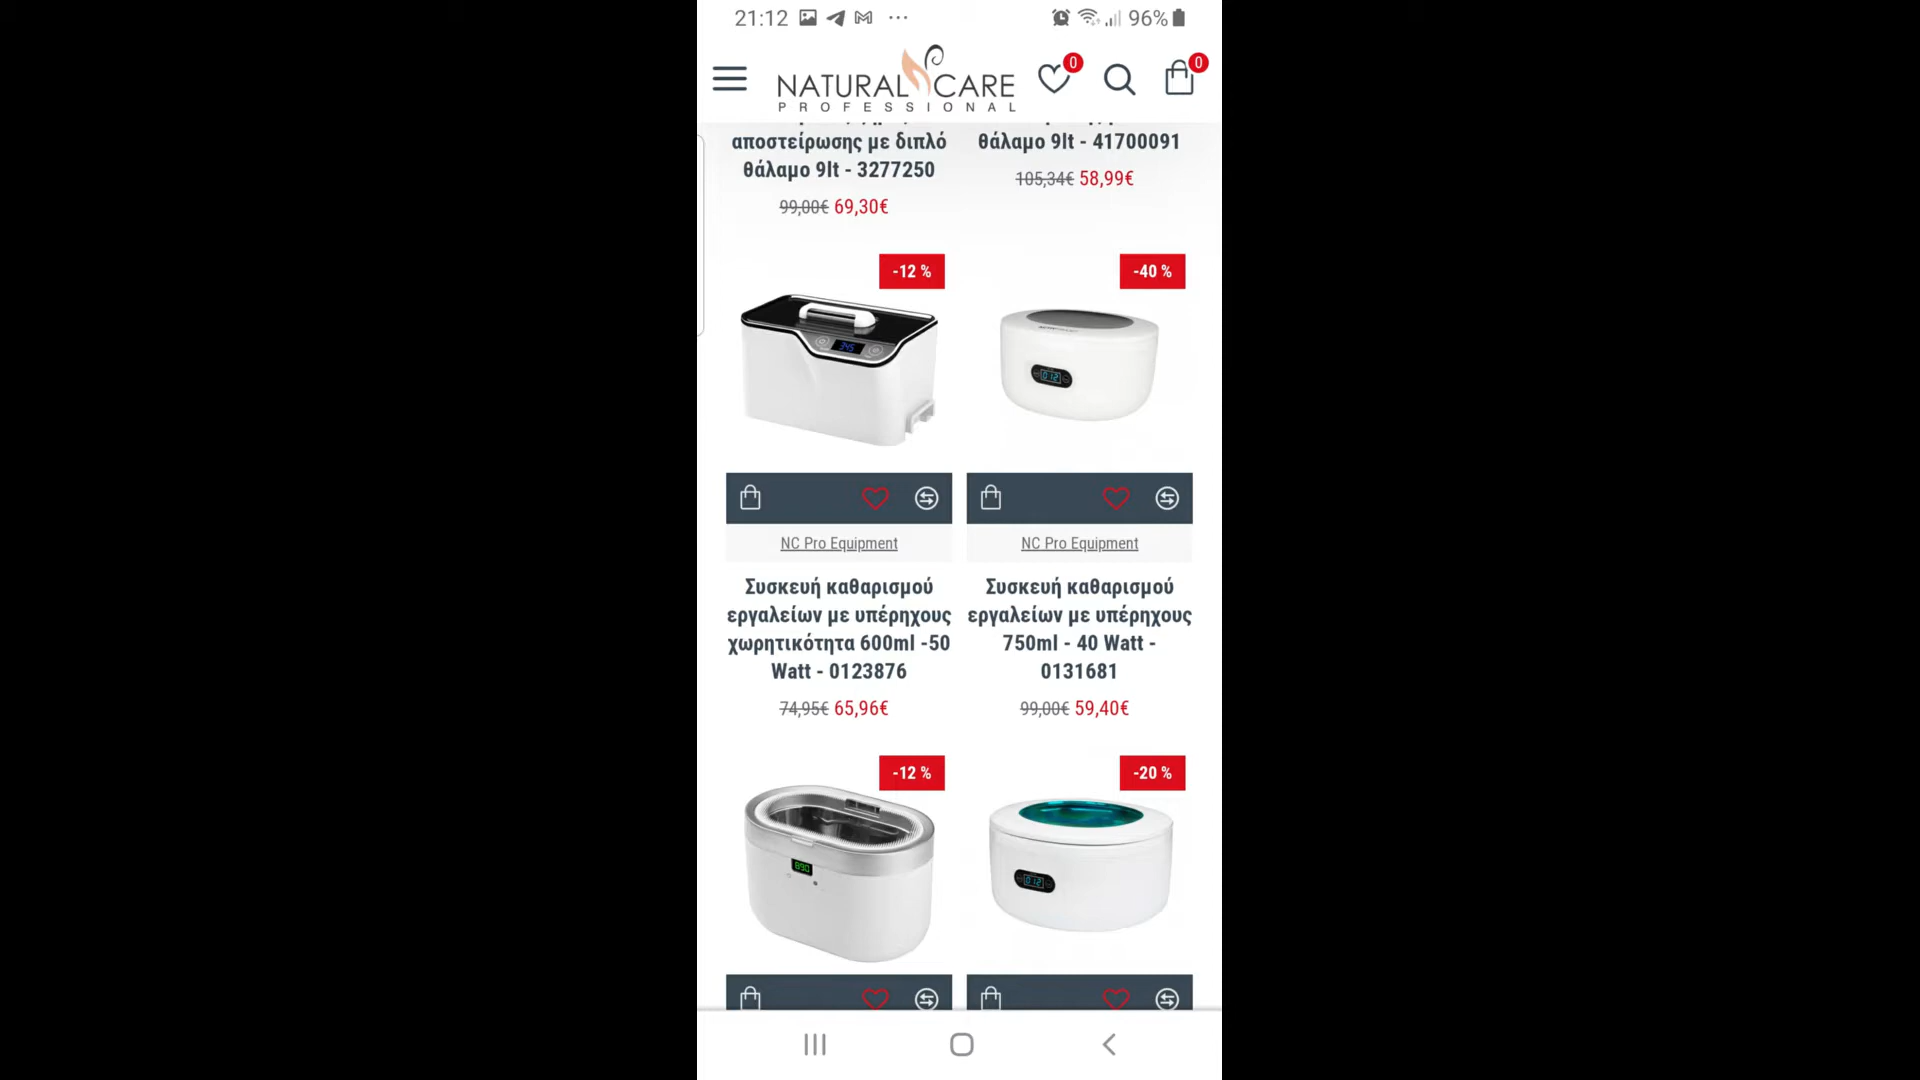 21:12
96%
NATURAL CARE
PROFESSIONAL
0
0
αποστείρωσης με διπλό
θάλαμο 9lt - 3277250
99,00€ 69,30€
θάλαμο 9lt - 41700091
105,34€ 58,99€
-12 %
-40 %
345
012
NC Pro Equipment
NC Pro Equipment
Συσκευή καθαρισμού
εργαλείων με υπέρηχους
χωρητικότητα 600ml -50
Watt - 0123876
74,95€ 65,96€
Συσκευή καθαρισμού
εργαλείων με υπέρηχους
750ml - 40 Watt -
0131681
99,00€ 59,40€
-12 %
-20 %
012